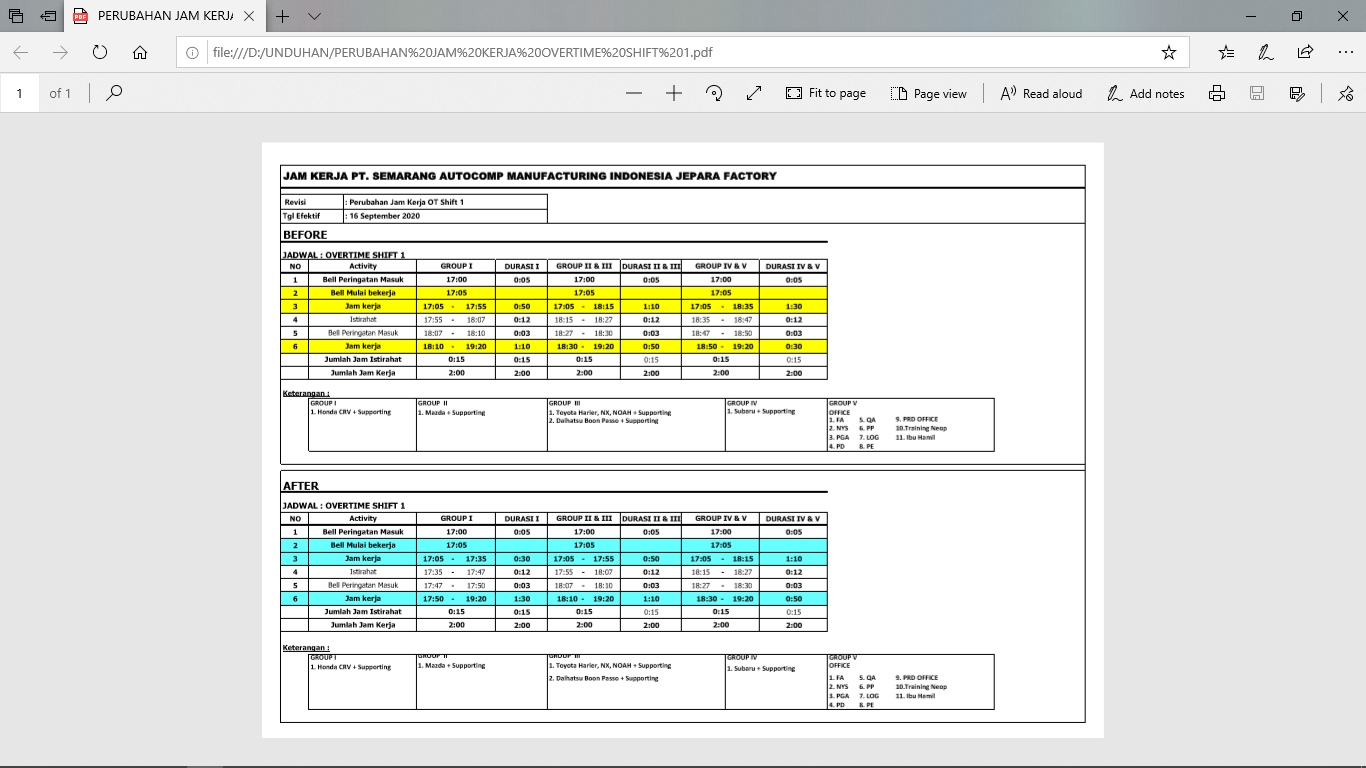 PERUBAHAN JAM KERJA
file:///D:/UNDUHAN/PERUBAHAN%20JAM%20KERJA%20OVERTIME%20SHIFT%201.pdf
1 of 1 Fit to page Page view Read aloud Add notes
JAM KERJA PT. SEMARANG AUTOCOMP MANUFACTURING INDONESIA JEPARA FACTORY
Revisi : Perubahan Jam Kerja OT Shift 1
Tgl Efektif : 16 September 2020
BEFORE
JADWAL : OVERTIME SHIFT 1
NO Activity GROUP I DURASI I GROUP II & III DURASI II & III GROUP IV & V DURASI IV & V
1 Bell Peringatan Masuk 17:00 0:05 17:00 0:05 17:00 0:05
2 Bell Mulai bekerja 17:05 17:05 17:05
3 Jam kerja 17:05 - 17:55 0:50 17:05 - 18:15 1:10 17:05 - 18:35 1:30
4 Istirahat 17:55 - 18:07 0:12 18:15 - 18:27 0:12 18:35 - 18:47 0:12
5 Bell Peringatan Masuk 18:07 - 18:10 0:03 18:27 - 18:30 0:03 18:47 - 18:50 0:03
6 Jam kerja 18:10 - 19:20 1:10 18:30 - 19:20 0:50 18:50 - 19:20 0:30
Jumlah Jam Istirahat 0:15 0:15 0:15 0:15 0:15 0:15
Jumlah Jam Kerja 2:00 2:00 2:00 2:00 2:00 2:00
Keterangan :
GROUP I GROUP II GROUP III GROUP IV GROUP V
1. Honda CRV + Supporting 1. Mazda + Supporting 1. Toyota Harier, NX, NOAH + Supporting 1. Subaru + Supporting OFFICE
2. Daihatsu Boon Passo + Supporting 1. FA 5. QA 9. PRD OFFICE
2. NYS 6. PP 10.Training Neop
3. PGA 7. LOG 11. Ibu Hamil
4. PD 8. PE
AFTER
JADWAL : OVERTIME SHIFT 1
NO Activity GROUP I DURASI I GROUP II & III DURASI II & III GROUP IV & V DURASI IV & V
1 Bell Peringatan Masuk 17:00 0:05 17:00 0:05 17:00 0:05
2 Bell Mulai bekerja 17:05 17:05 17:05
3 Jam kerja 17:05 - 17:35 0:30 17:05 - 17:55 0:50 17:05 - 18:15 1:10
4 Istirahat 17:35 - 17:47 0:12 17:55 - 18:07 0:12 18:15 - 18:27 0:12
5 Bell Peringatan Masuk 17:47 - 17:50 0:03 18:07 - 18:10 0:03 18:27 - 18:30 0:03
6 Jam kerja 17:50 - 19:20 1:30 18:10 - 19:20 1:10 18:30 - 19:20 0:50
Jumlah Jam Istirahat 0:15 0:15 0:15 0:15 0:15 0:15
Jumlah Jam Kerja 2:00 2:00 2:00 2:00 2:00 2:00
Keterangan :
GROUP I GROUP II GROUP III GROUP IV GROUP V
1. Honda CRV + Supporting 1. Mazda + Supporting 1. Toyota Harier, NX, NOAH + Supporting 1. Subaru + Supporting OFFICE
2. Daihatsu Boon Passo + Supporting 1. FA 5. QA 9. PRD OFFICE
2. NYS 6. PP 10.Training Neop
3. PGA 7. LOG 11. Ibu Hamil
4. PD 8. PE